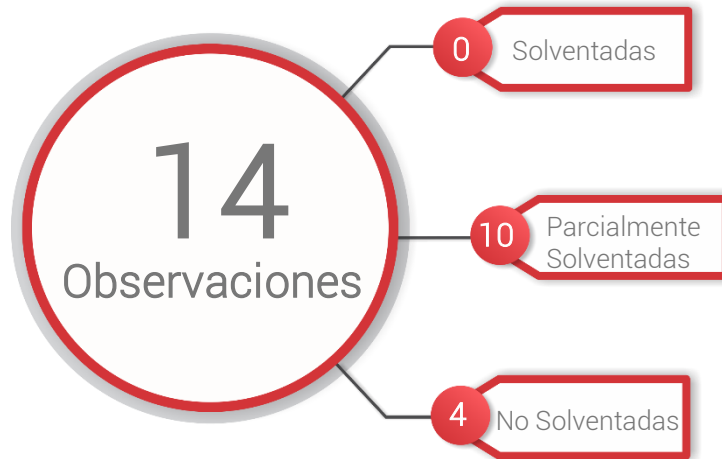 14
Observaciones
0
Solventadas
10
Parcialmente
Solventadas
4
No Solventadas